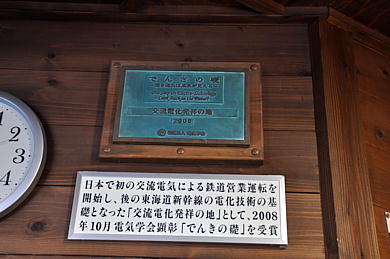 でんきの礎
交流電化発祥の地
2008
日本で初の交流電気による鉄道営業運転を
開始し、後の東海道新幹線の電化技術の基
礎となった「交流電化発祥の地」として、2008
年10月電気学会顕彰「でんきの礎」を受賞